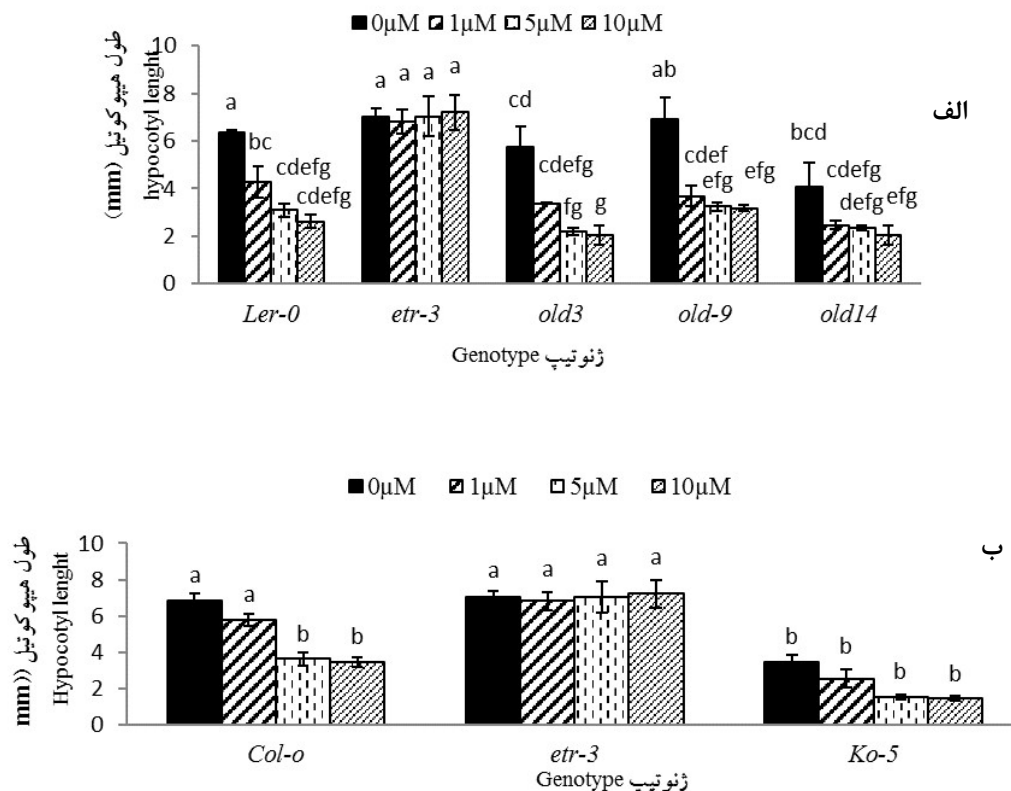 0µM 1µM 5µM 10µM
الف
طول هیپوکوتیل (mm)
hypocotyl lenght
10
8
6
4
2
0
a bc cdefg cdefg
a a a a
cd cdefg fg g
ab cdef efg efg
bcd cdefg defg efg
Ler-0 etr-3 old3 old-9 old14
Genotype ژنوتیپ
0µM 1µM 5µM 10µM
ب
طول هیپوکوتیل ((mm
Hypocotyl lenght
10
8
6
4
2
0
a a b b
a a a a
b b b b
Col-o etr-3 Ko-5
Genotype ژنوتیپ